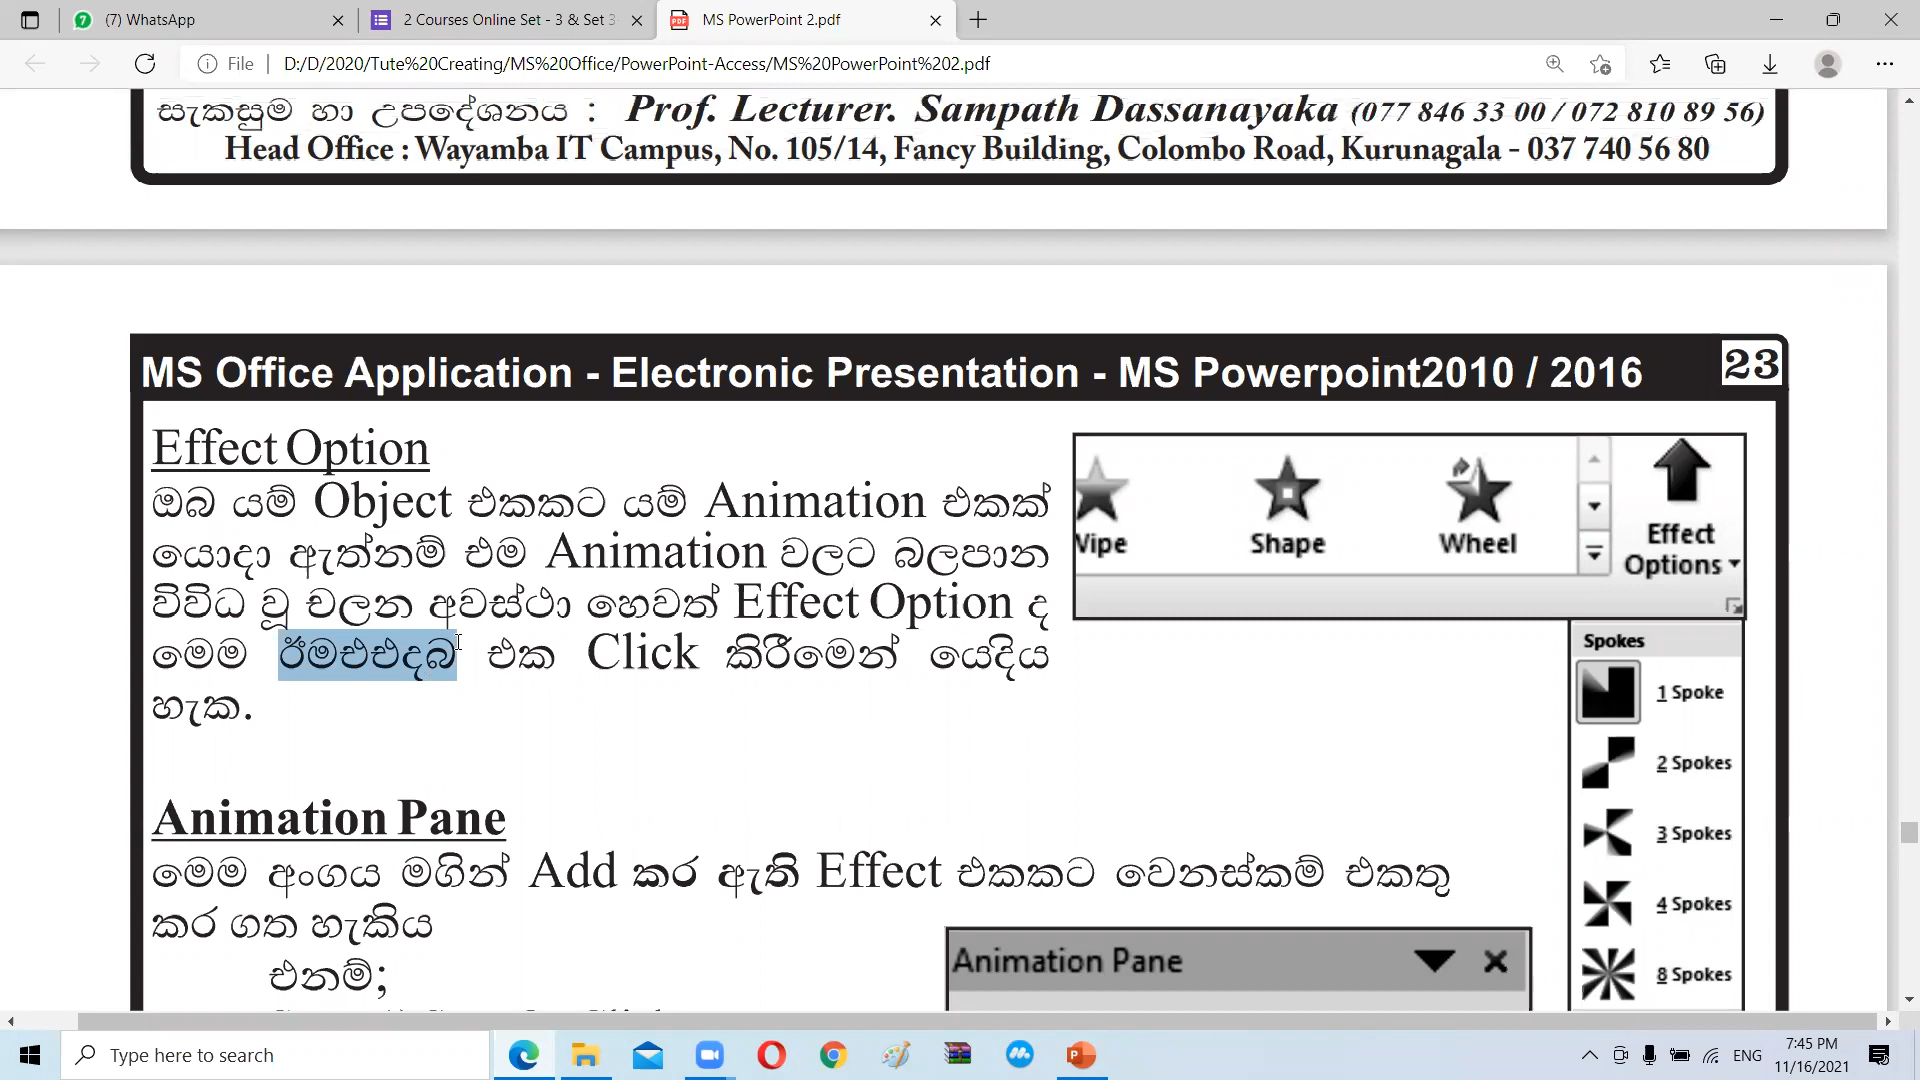 (7) WhatsApp
2 Courses Online Set - 3 & Set 3
MS PowerPoint 2.pdf
File
D:/D/2020/Tute%20Creating/MS%20Office/PowerPoint-Access/MS%20PowerPoint%202.pdf
සැකසුම හා උපදේශනය : Prof. Lecturer. Sampath Dassanayaka (077 846 33 00 / 072 810 89 56)
Head Office : Wayamba IT Campus, No. 105/14, Fancy Building, Colombo Road, Kurunagala - 037 740 56 80
MS Office Application - Electronic Presentation - MS Powerpoint2010 / 2016
23
Effect Option
ඔබ යම් Object එකකට යම් Animation එකක්
යොදා ඇත්නම් එම Animation වලට බලපාන
විවිධ වූ චලන අවස්ථා හෙවත් Effect Option ද
මෙම ඊමඑඑදබ එක Click කිරීමෙන් යෙදිය
හැක.
Wipe
Shape
Wheel
Effect
Options
Spokes
1 Spoke
2 Spokes
3 Spokes
4 Spokes
8 Spokes
Animation Pane
මෙම අංගය මගින් Add කර ඇති Effect එකකට වෙනස්කම් එකතු
කර ගත හැකිය
එනම්;
Animation Pane
Type here to search
ENG
7:45 PM
11/16/2021